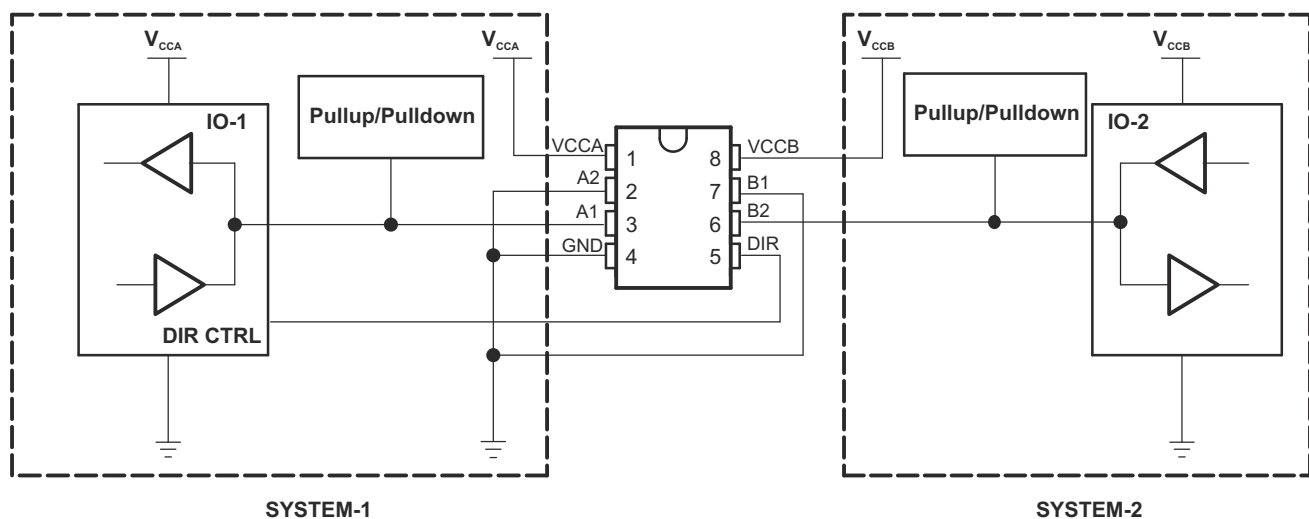 VCCA
VCCA
VCCB
VCCB
IO-1
Pullup/Pulldown
Pullup/Pulldown
IO-2
VCCA
1
8
VCCB
A2
2
7
B1
A1
3
6
B2
GND
4
5
DIR
DIR CTRL
SYSTEM-1
SYSTEM-2